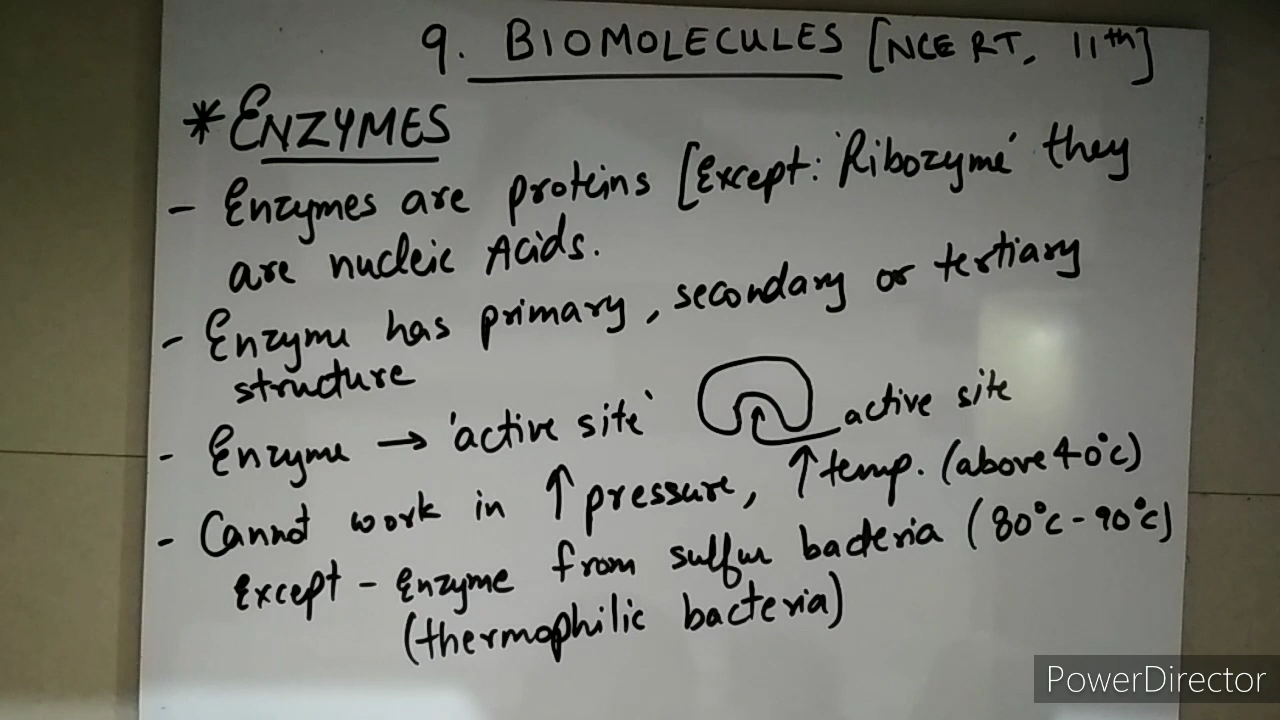 9. BIOMOLECULES [NCERT, 11th]
*ENZYMES
- Enzymes are proteins [Except: 'Ribozyme' they
are nucleic Acids.
- Enzyme has primary, secondary or tertiary
structure
- Enzyme → 'active site' active site
- Cannot work in ↑ pressure, ↑ temp. (above 40°c)
Except - Enzyme from sulfur bacteria (80°c - 90°c)
(thermophilic bacteria)
PowerDirector